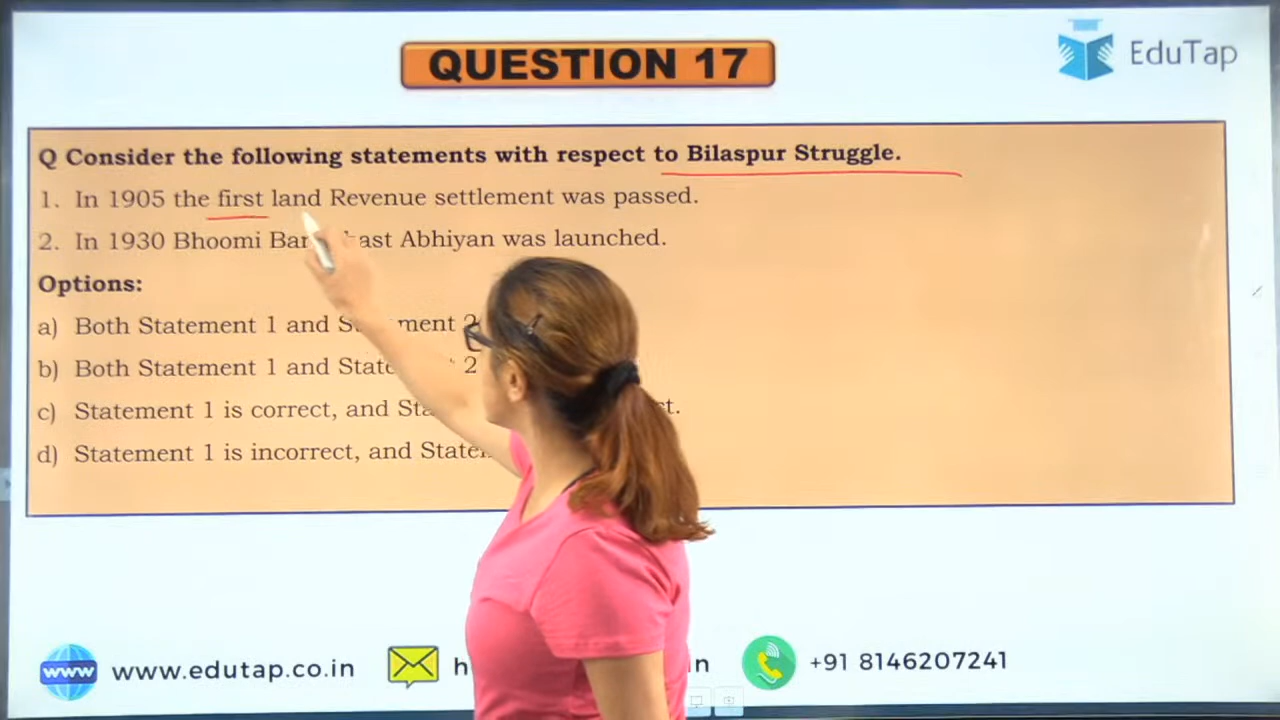 QUESTION 17
EduTap
Q Consider the following statements with respect to Bilaspur Struggle.
1. In 1905 the first land Revenue settlement was passed.
2. In 1930 Bhoomi Abhiyan was launched.
Options:
a) Both Statement 1 and 2
b) Both Statement 1 and 2
c) Statement 1 is correct, and
d) Statement 1 is incorrect, and
www
www.edutap.co.in
+91 8146207241